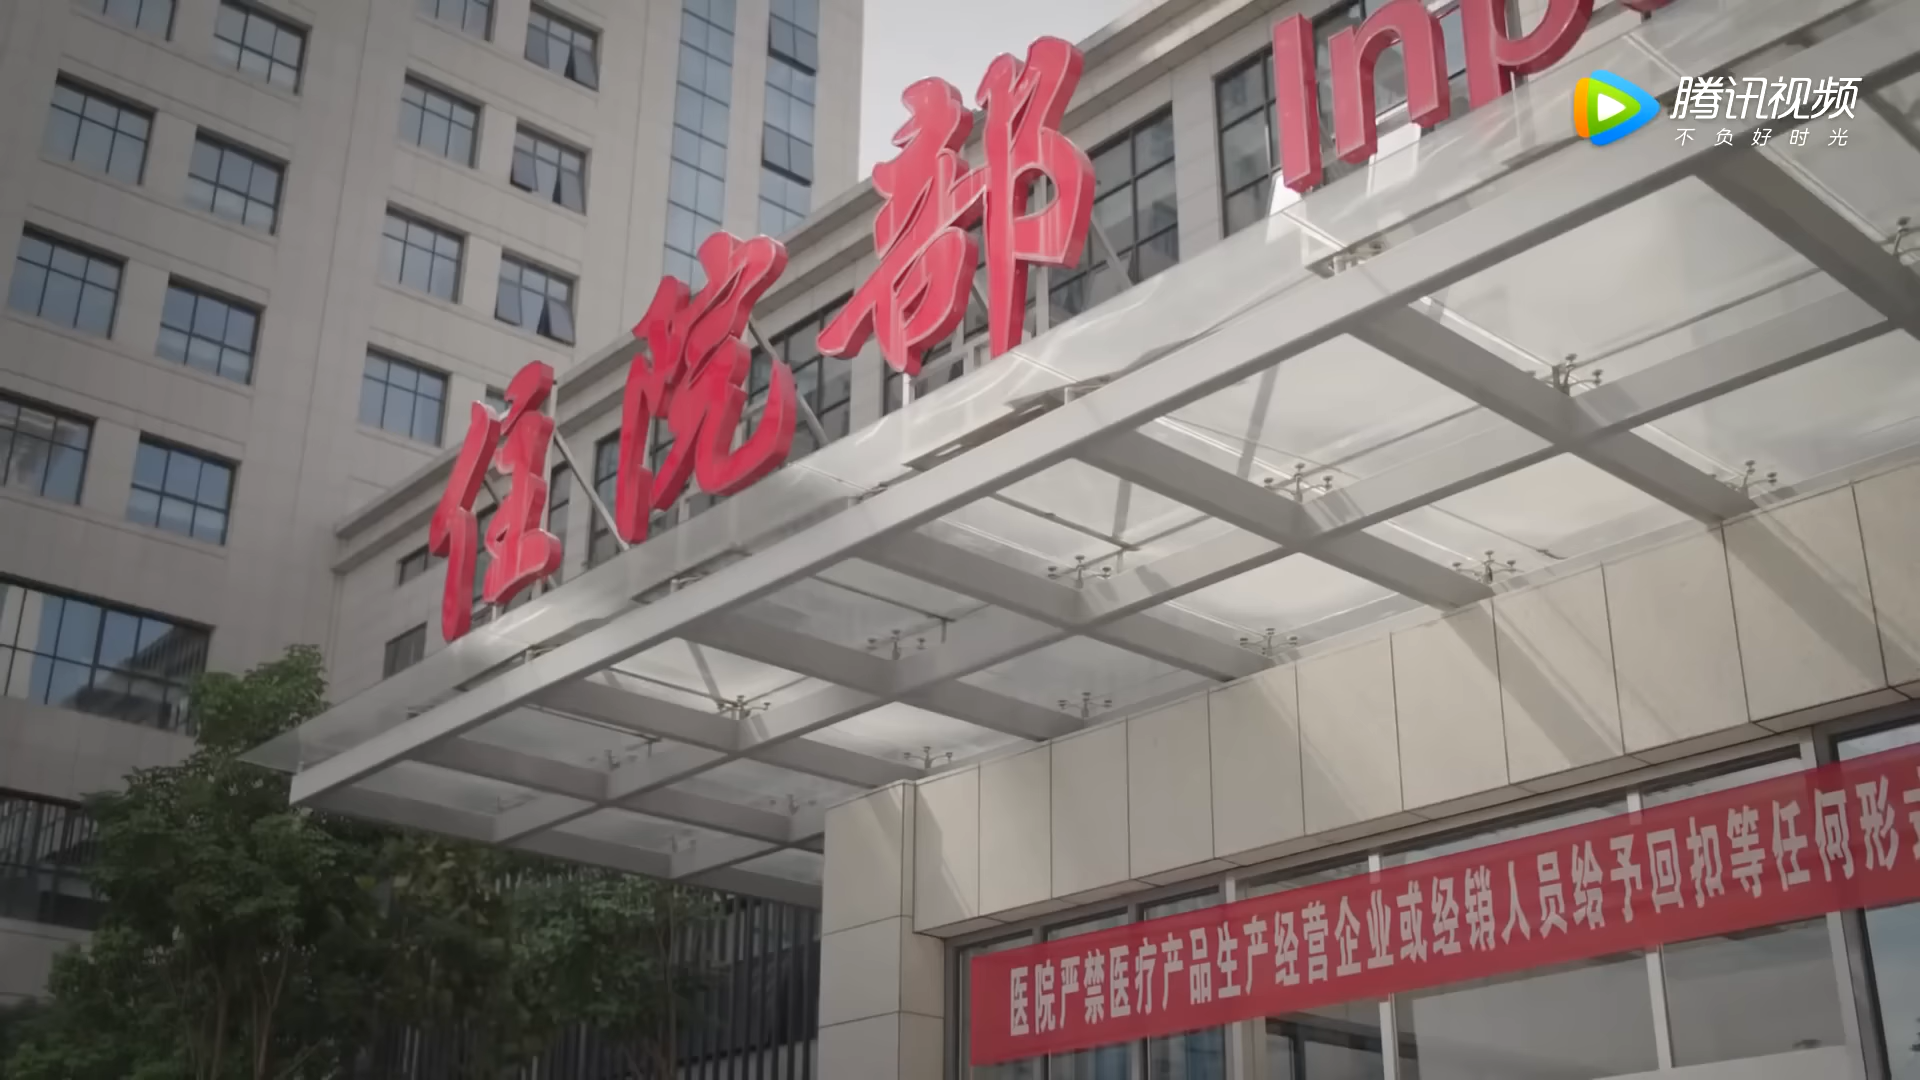 住院部 Inp
腾讯视频
不负好时光
医院严禁医疗产品生产经营企业或经销人员给予回扣等任何形